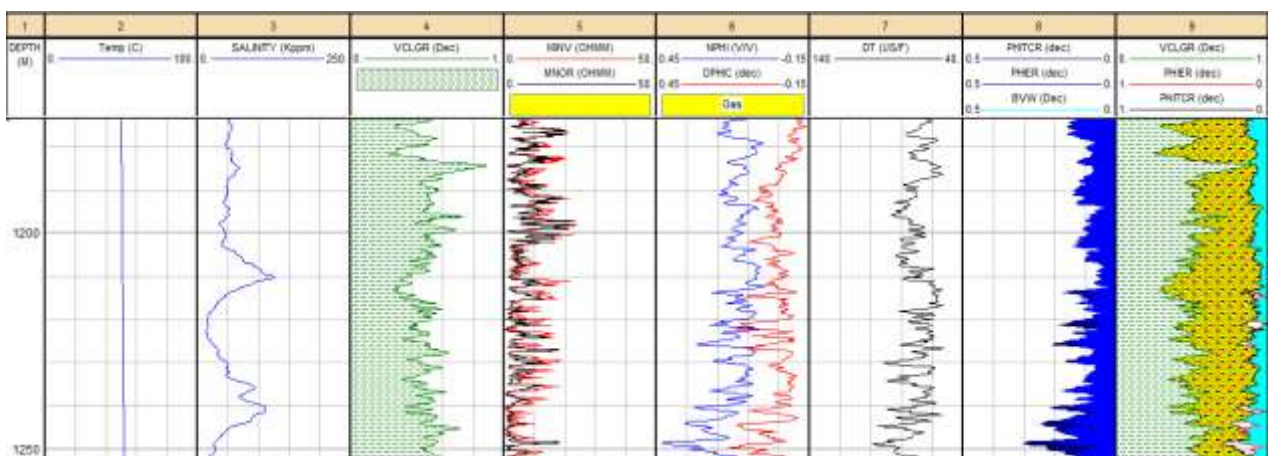 1 2 3 4 5 6 7 8 9
DEPTH (M)
Temp (C)
0. 100.
SALINITY (Kppm)
0. 250.
VCLGR (Dec)
0. 1.
MINV (OHMM)
0. 50.
MNOR (OHMM)
0. 50.
NPHI (V/V)
0.45 -0.15
DPHIC (dec)
0.45 -0.15
Gas
DT (US/F)
140. 40.
PHITCR (dec)
0.5 0.
PHIER (dec)
0.5 0.
BVW (Dec)
0.5 0.
VCLGR (dec)
0. 1.
PHIER (dec)
1. 0.
PHITCR (dec)
1. 0.
1200
1250